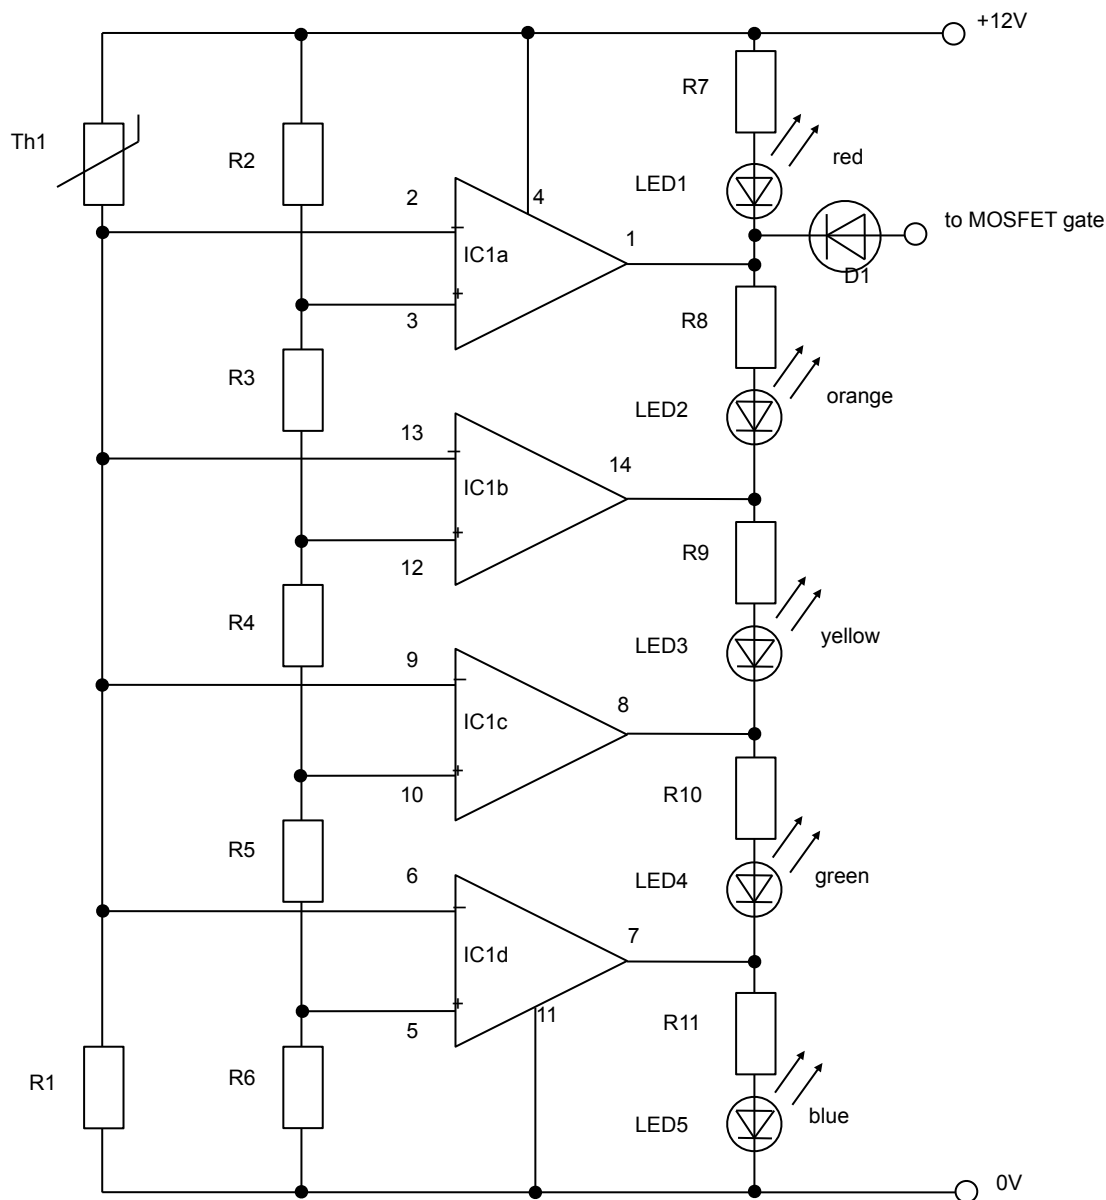 +12V
R7
Th1
R2
red
LED1
2
4
to MOSFET gate
1
IC1a
D1
3
R8
R3
orange
LED2
13
14
IC1b
R9
12
R4
yellow
LED3
9
8
IC1c
R10
10
R5
green
LED4
6
7
IC1d
11
R11
5
R1
R6
blue
LED5
0V